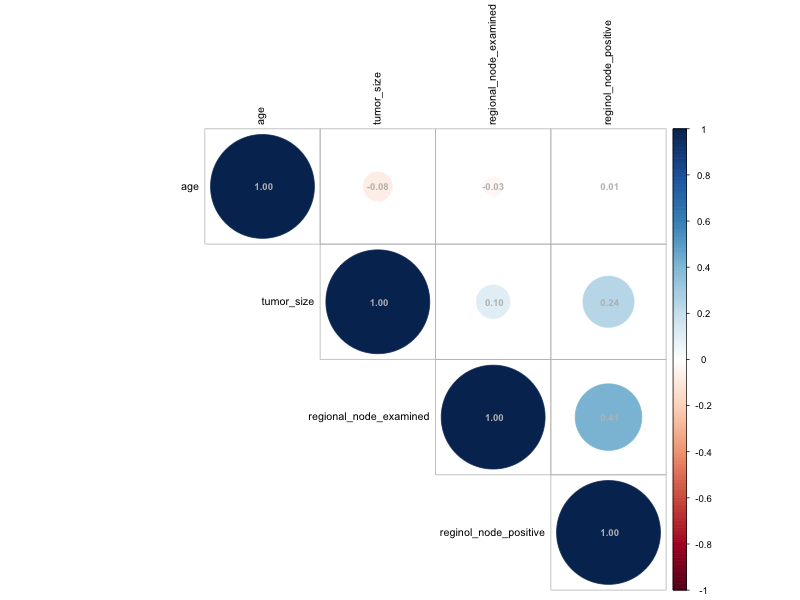 age
tumor_size
regional_node_examined
reginol_node_positive
age
1.00
-0.08
-0.03
0.01
tumor_size
1.00
0.10
0.24
regional_node_examined
1.00
0.41
reginol_node_positive
1.00
1
0.8
0.6
0.4
0.2
0
-0.2
-0.4
-0.6
-0.8
-1